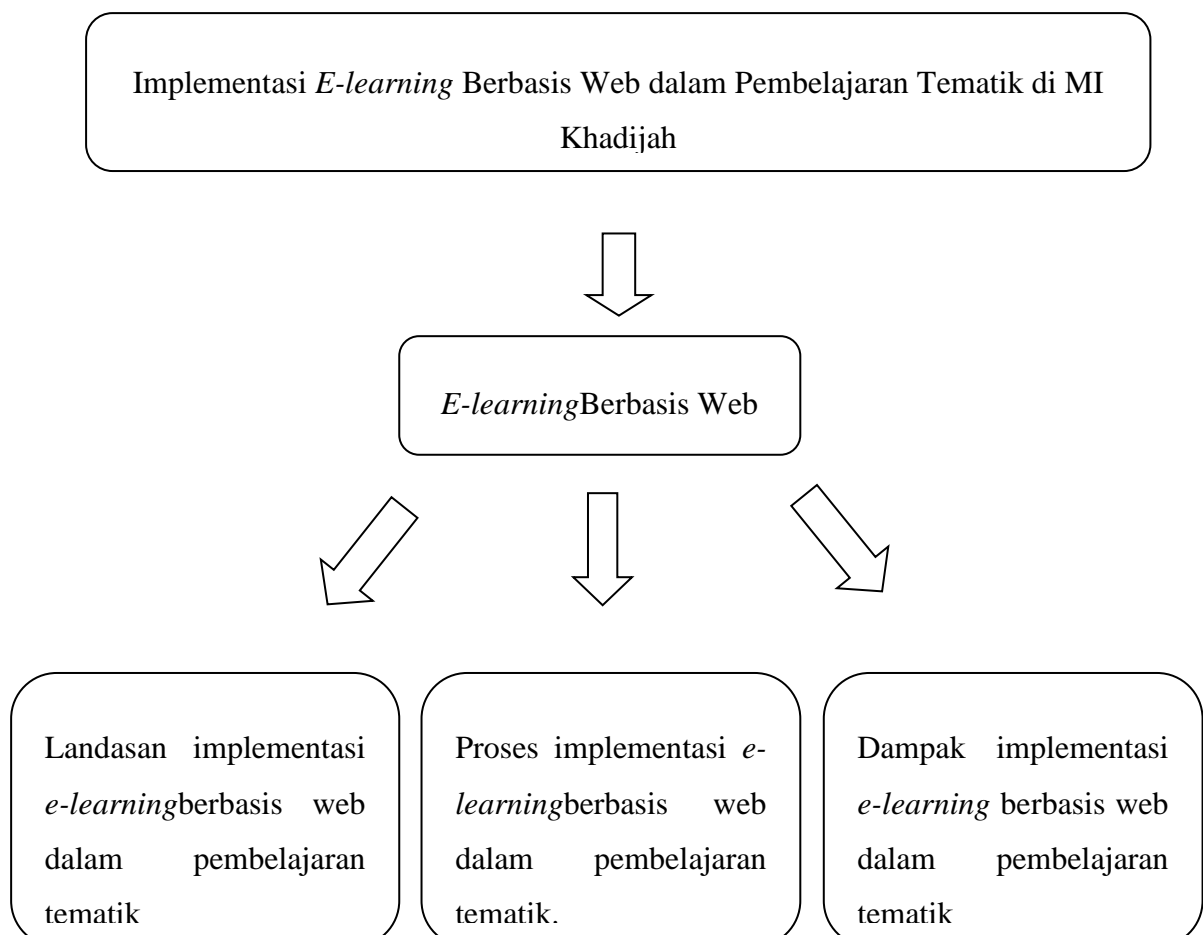 Implementasi E-learning Berbasis Web dalam Pembelajaran Tematik di MI
Khadijah
E-learningBerbasis Web
Landasan implementasi
e-learningberbasis web
dalam pembelajaran
tematik
Proses implementasi e-
learningberbasis web
dalam pembelajaran
tematik.
Dampak implementasi
e-learning berbasis web
dalam pembelajaran
tematik